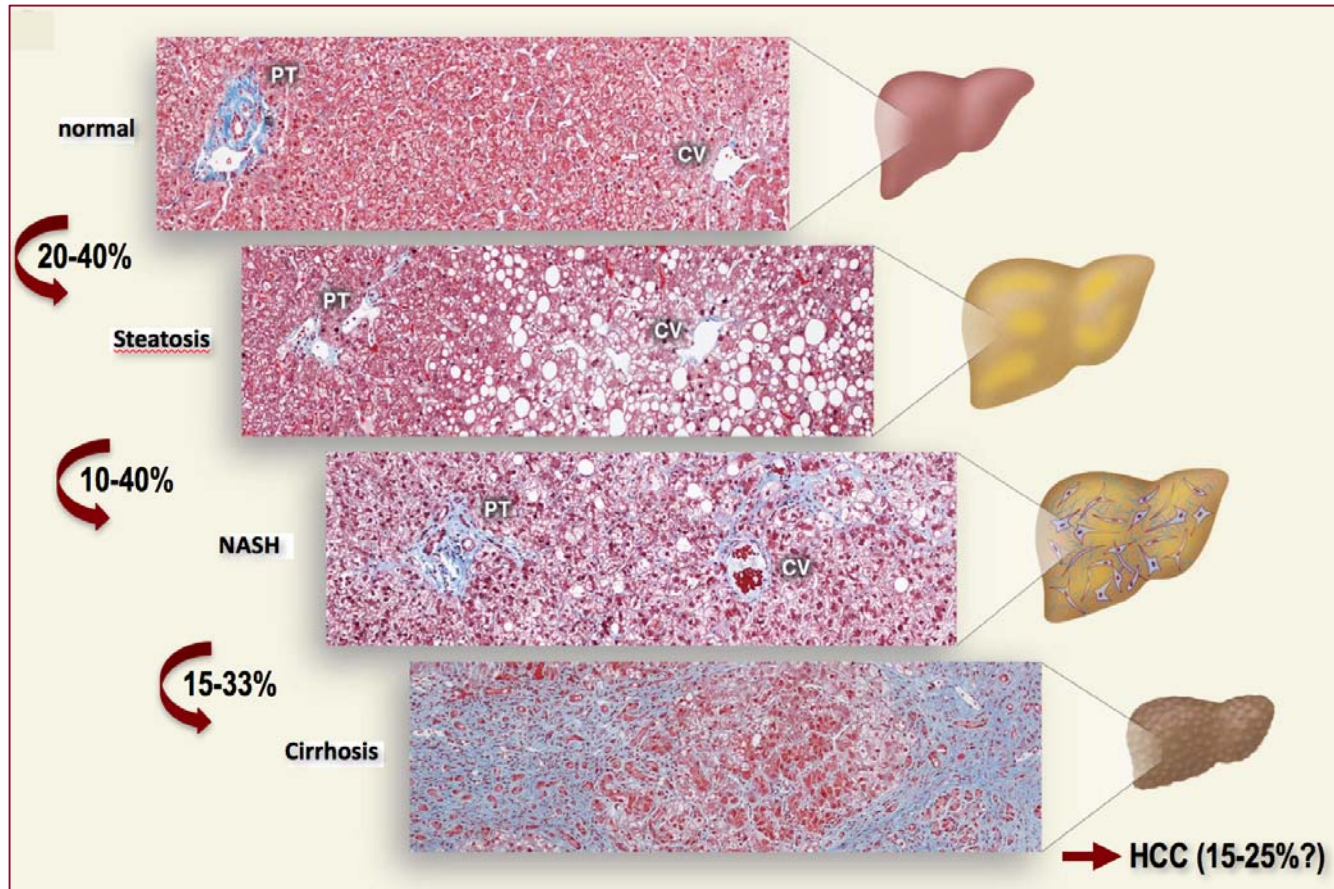 PT
normal
CV
20-40%
PT
Steatosis
CV
10-40%
PT
NASH
CV
15-33%
Cirrhosis
HCC (15-25%?)